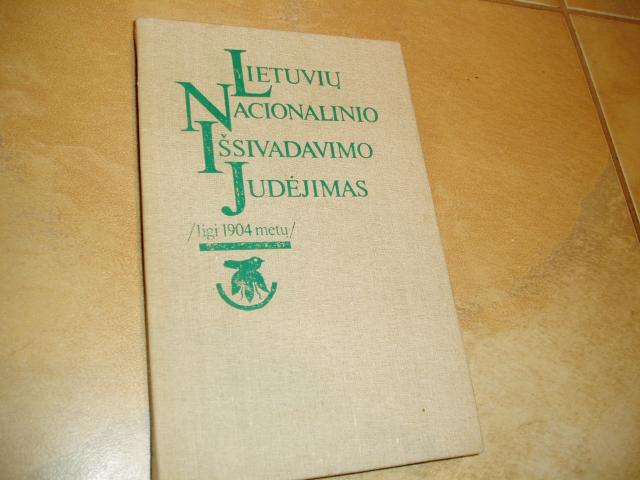 LIETUVIŲ
NACIONALINIO
IŠSIVADAVIMO
JUDĖJIMAS
/ligi 1904 metų/